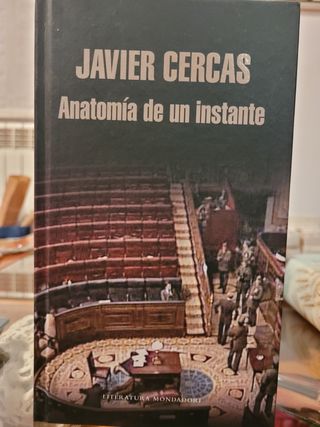 JAVIER CERCAS
Anatomía de un instante
LITERATURA MONDADORI